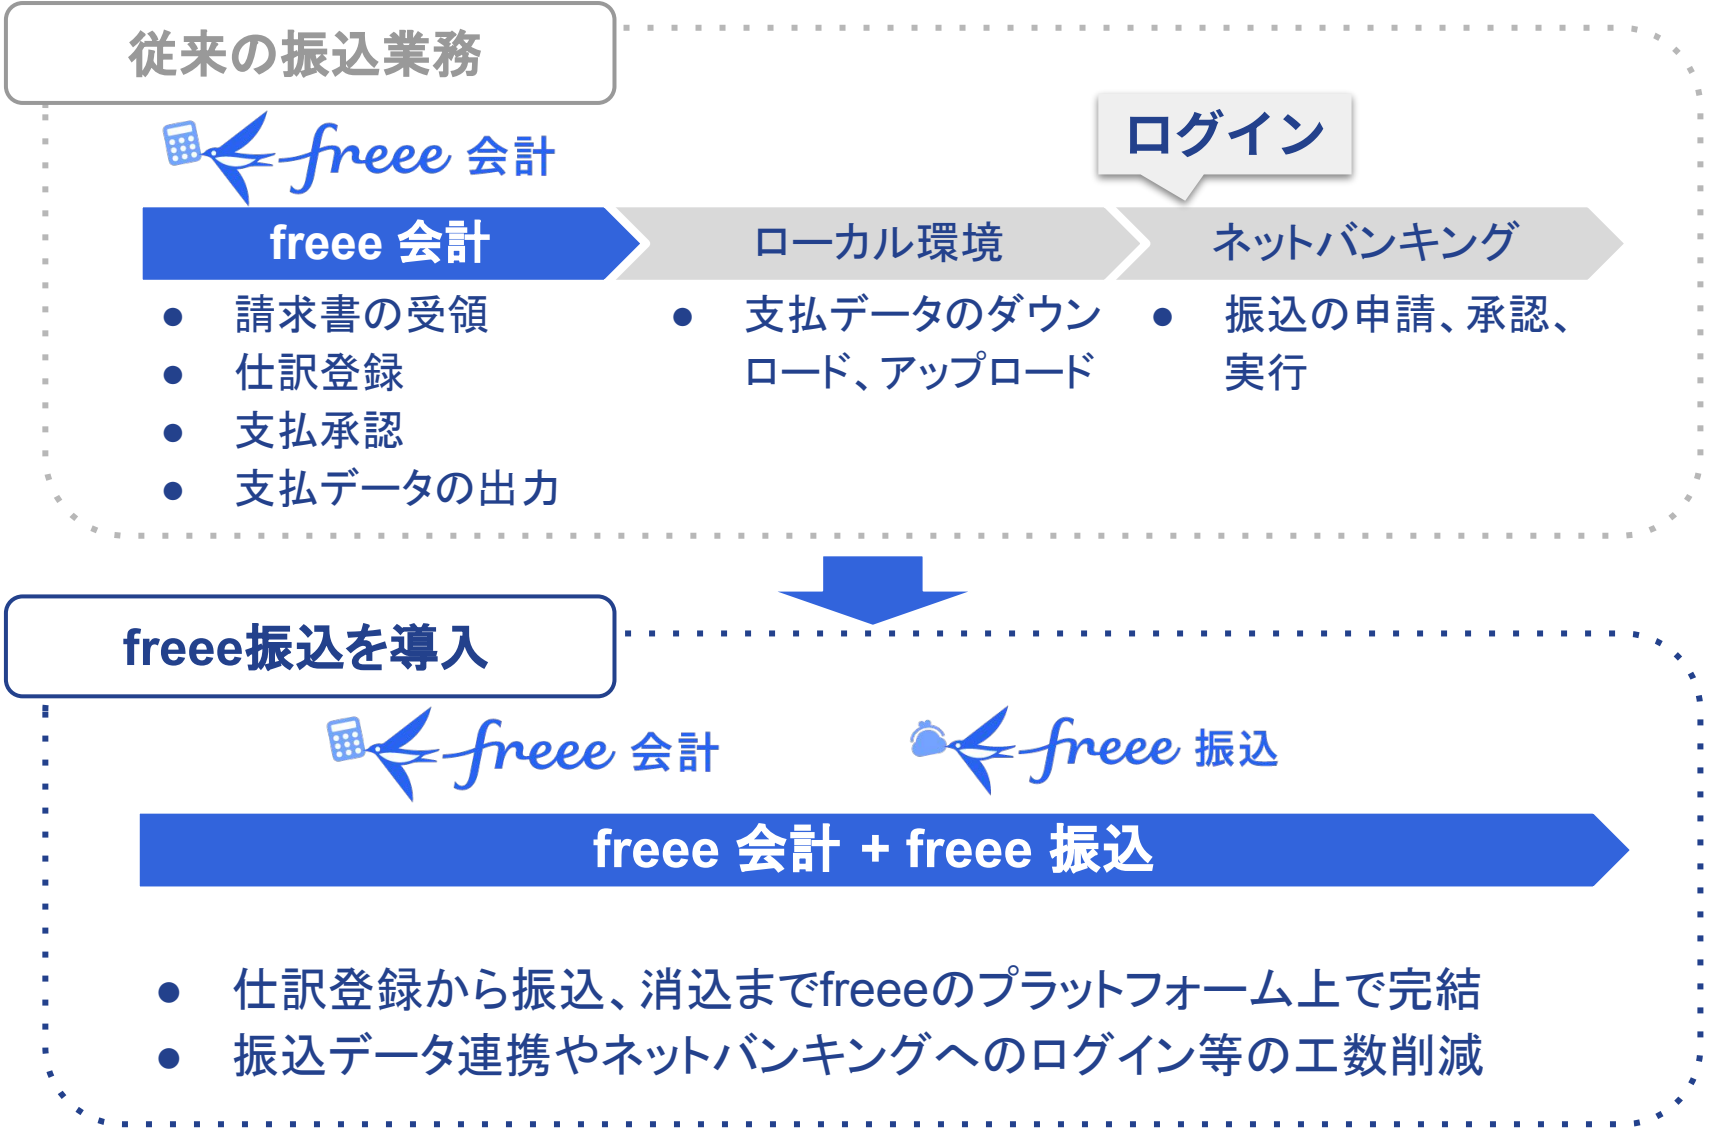 従来の振込業務
freee 会計
ログイン
freee 会計
ローカル環境
ネットバンキング
● 請求書の受領
● 仕訳登録
● 支払承認
● 支払データの出力
● 支払データのダウン
ロード、アップロード
● 振込の申請、承認、
実行
freee振込を導入
freee 会計
freee 振込
freee 会計 + freee 振込
● 仕訳登録から振込、消込までfreeeのプラットフォーム上で完結
● 振込データ連携やネットバンキングへのログイン等の工数削減